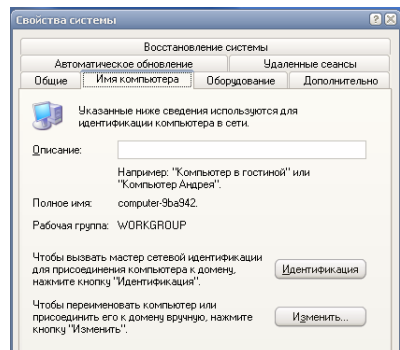 Свойства системы
Восстановление системы
Автоматическое обновление Удаленные сеансы
Общие Имя компьютера Оборудование Дополнительно
Указанные ниже сведения используются для
идентификации компьютера в сети.
Описание:
Например: "Компьютер в гостиной" или
"Компьютер Андрея".
Полное имя: computer-9ba942.
Рабочая группа: WORKGROUP
Чтобы вызвать мастер сетевой идентификации
для присоединения компьютера к домену,
нажмите кнопку "Идентификация".
Идентификация
Чтобы переименовать компьютер или
присоединить его к домену вручную, нажмите
кнопку "Изменить".
Изменить...